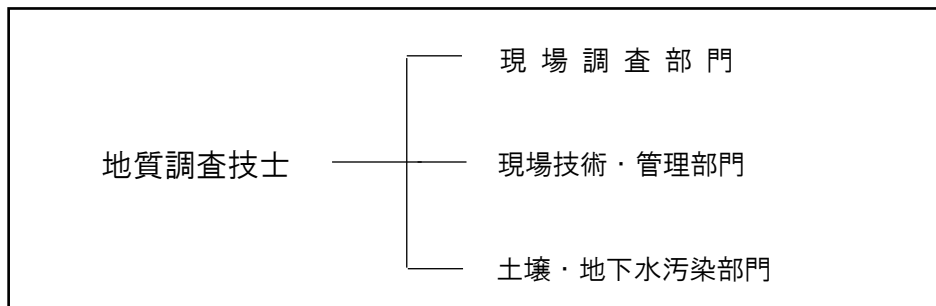 現場調査部門
地質調査技士
現場技術・管理部門
土壌・地下水汚染部門